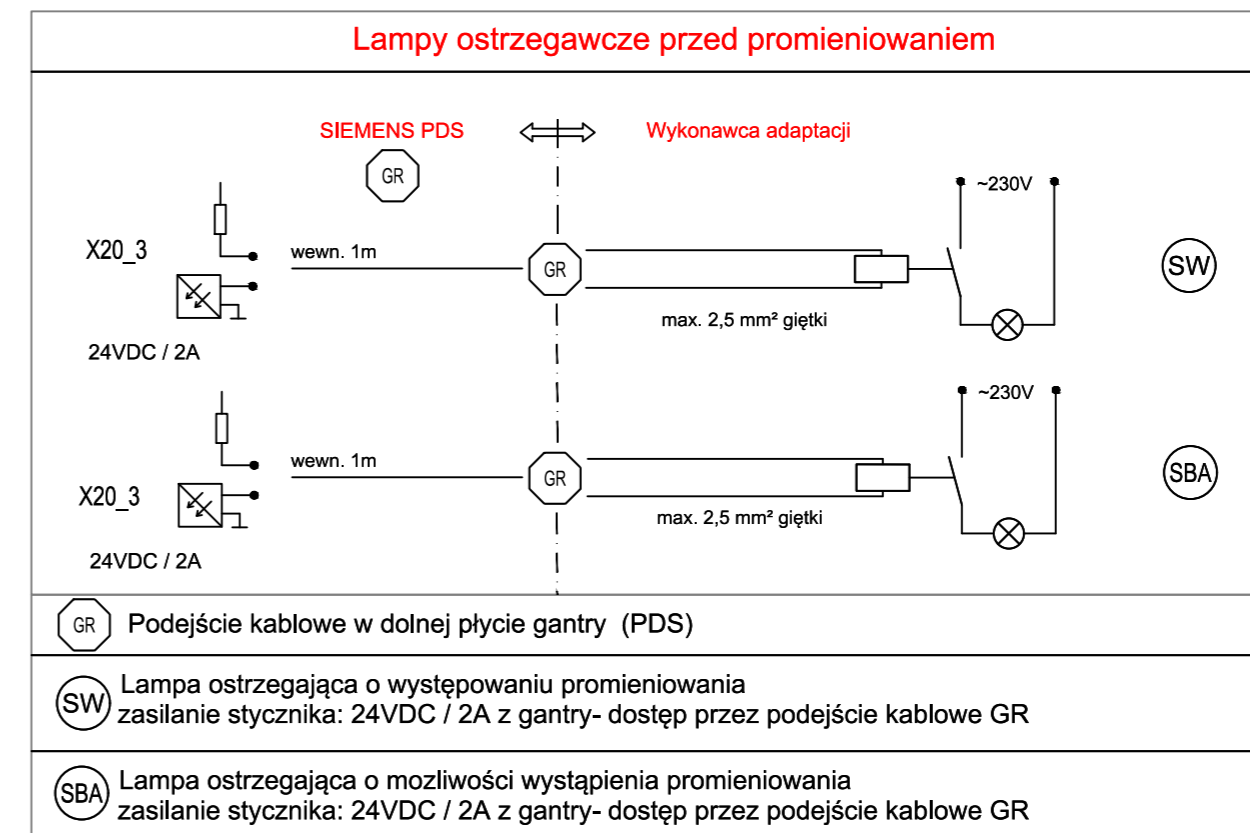 Lampy ostrzegawcze przed promieniowaniem
SIEMENS PDS
Wykonawca adaptacji
GR
~230V
X20_3
wewn. 1m
GR
SW
max. 2,5 mm² giętki
24VDC / 2A
~230V
wewn. 1m
X20_3
GR
SBA
max. 2,5 mm² giętki
24VDC / 2A
GR Podejście kablowe w dolnej płycie gantry (PDS)
SW
Lampa ostrzegająca o występowaniu promieniowania
zasilanie stycznika: 24VDC / 2A z gantry- dostęp przez podejście kablowe GR
SBA
Lampa ostrzegająca o mozliwości wystąpienia promieniowania
zasilanie stycznika: 24VDC / 2A z gantry- dostęp przez podejście kablowe GR